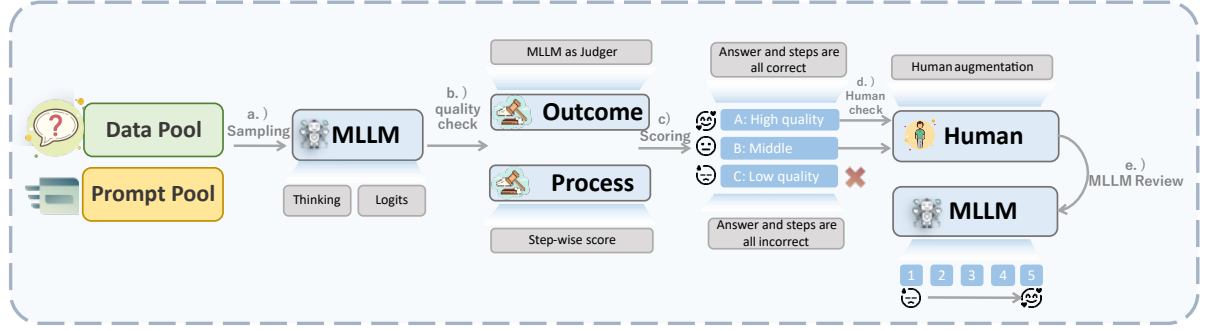 Data Pool
Prompt Pool
a. )
Sampling
MLLM
Thinking
Logits
b. )
quality
check
MLLM as Judger
Outcome
Process
Step-wise score
c)
Scoring
Answer and steps are
all correct
A: High quality
B: Middle
C: Low quality
Answer and steps are
all incorrect
d. )
Human
check
Human augmentation
Human
e. )
MLLM Review
MLLM
1 2 3 4 5